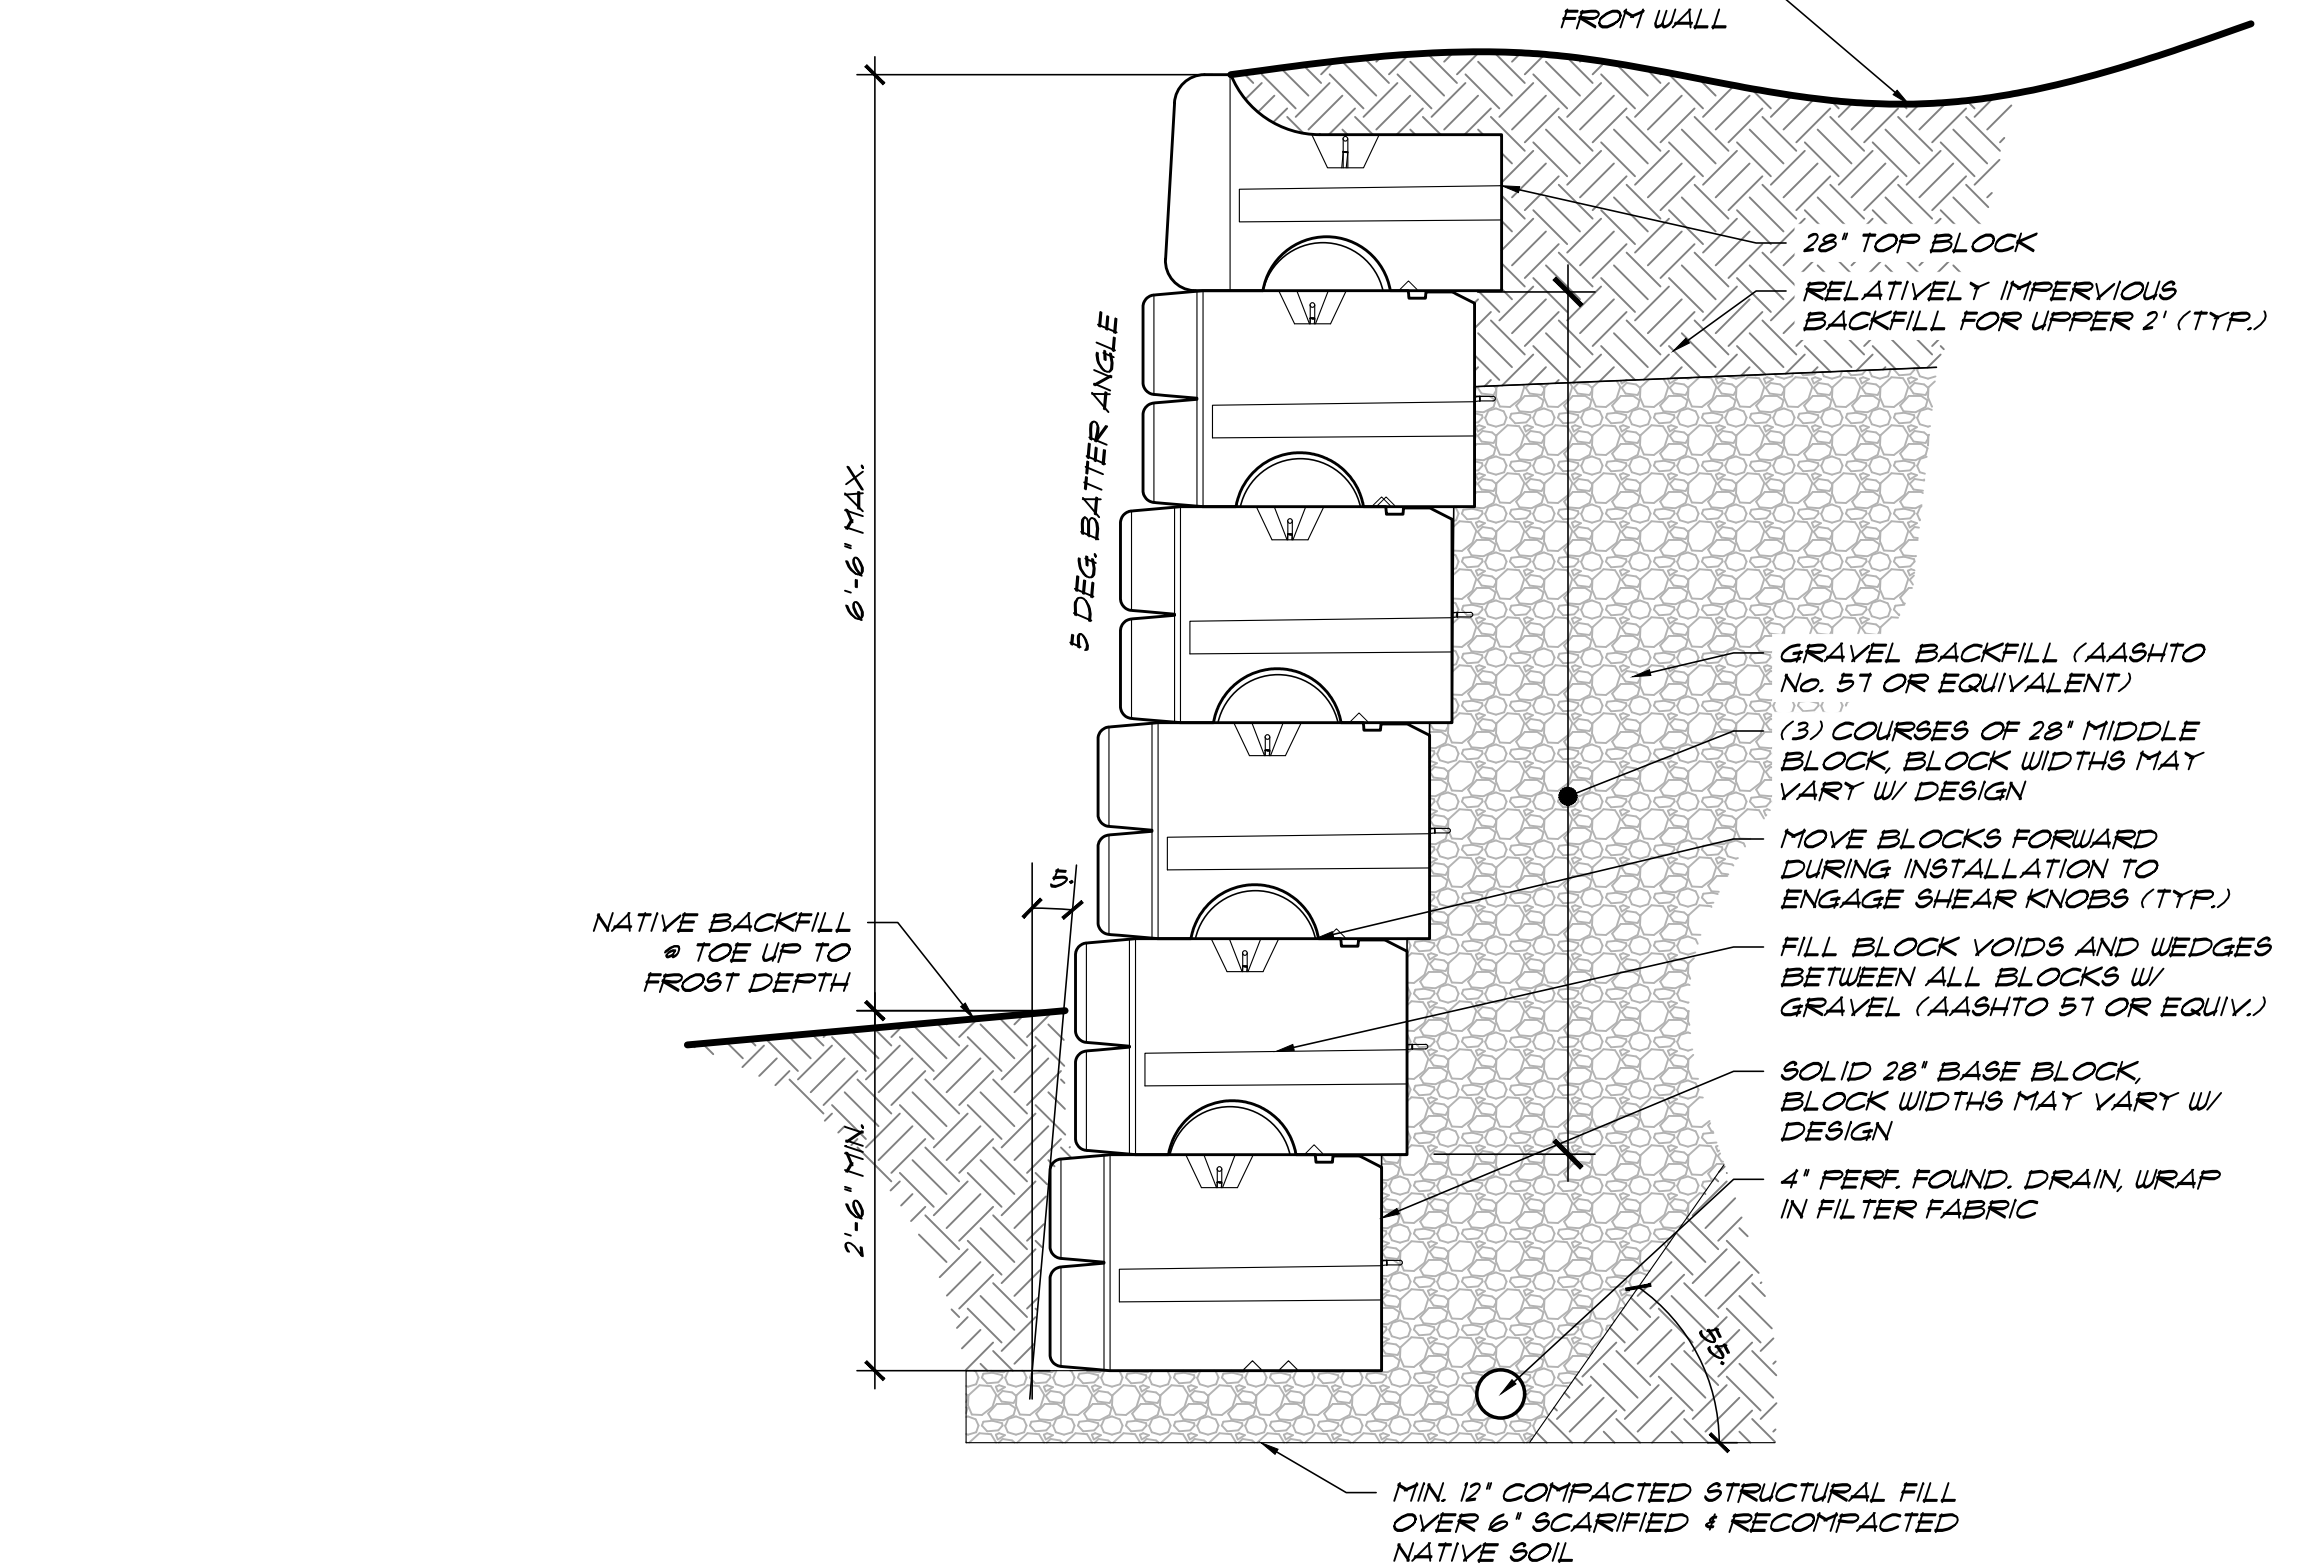 FROM WALL
28" TOP BLOCK
RELATIVELY IMPERVIOUS
BACKFILL FOR UPPER 2' (TYP.)
5 DEG. BATTER ANGLE
6'-6" MAX.
GRAVEL BACKFILL (AASHTO
No. 57 OR EQUIVALENT)
(3) COURSES OF 28" MIDDLE
BLOCK, BLOCK WIDTHS MAY
VARY W/ DESIGN
MOVE BLOCKS FORWARD
DURING INSTALLATION TO
ENGAGE SHEAR KNOBS (TYP.)
5°
NATIVE BACKFILL
@ TOE UP TO
FROST DEPTH
FILL BLOCK VOIDS AND WEDGES
BETWEEN ALL BLOCKS W/
GRAVEL (AASHTO 57 OR EQUIV.)
SOLID 28" BASE BLOCK,
BLOCK WIDTHS MAY VARY W/
DESIGN
2'-6" MIN.
4" PERF. FOUND. DRAIN, WRAP
IN FILTER FABRIC
55°
MIN. 12" COMPACTED STRUCTURAL FILL
OVER 6" SCARIFIED & RECOMPACTED
NATIVE SOIL